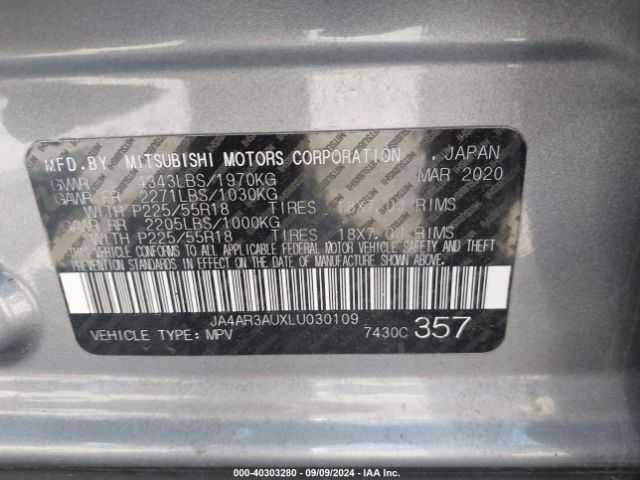 MFD.BY MITSUBISHI MOTORS CORPORATION . JAPAN
GVWR 4343LBS/1970KG MAR 2020
GAWR FR 2271LBS/1030KG
WITH P225/55R18 TIRES 18X7.0J RIMS
GAWR RR 2205LBS/1000KG
WITH P225/55R18 TIRES 18X7.0J RIMS
THIS VEHICLE CONFORMS TO ALL APPLICABLE FEDERAL MOTOR VEHICLE SAFETY AND THEFT
PREVENTION STANDARDS IN EFFECT ON THE DATE OF MANUFACTURE SHOWN ABOVE.
JA4AR3AUXLU030109
VEHICLE TYPE: MPV 7430C 357
000-40303280 - 09/09/2024 - IAA Inc.